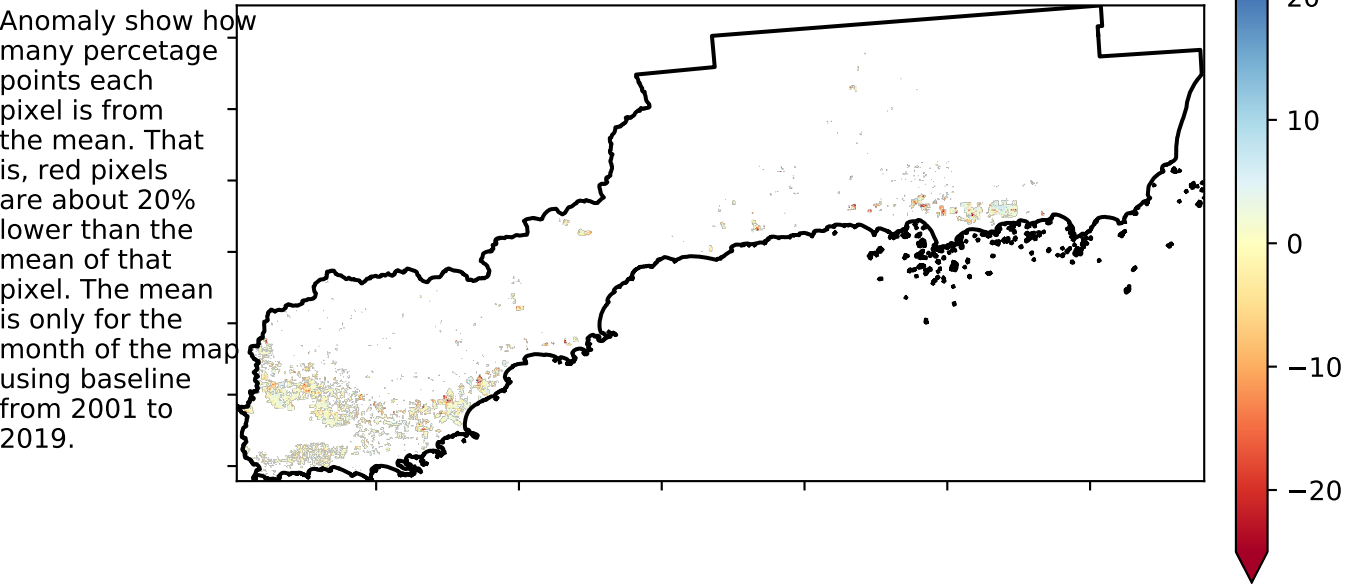 Anomaly show how
many percetage
points each
pixel is from
the mean. That
is, red pixels
are about 20%
lower than the
mean of that
pixel. The mean
is only for the
month of the map
using baseline
from 2001 to
2019.
20
10
0
−10
−20